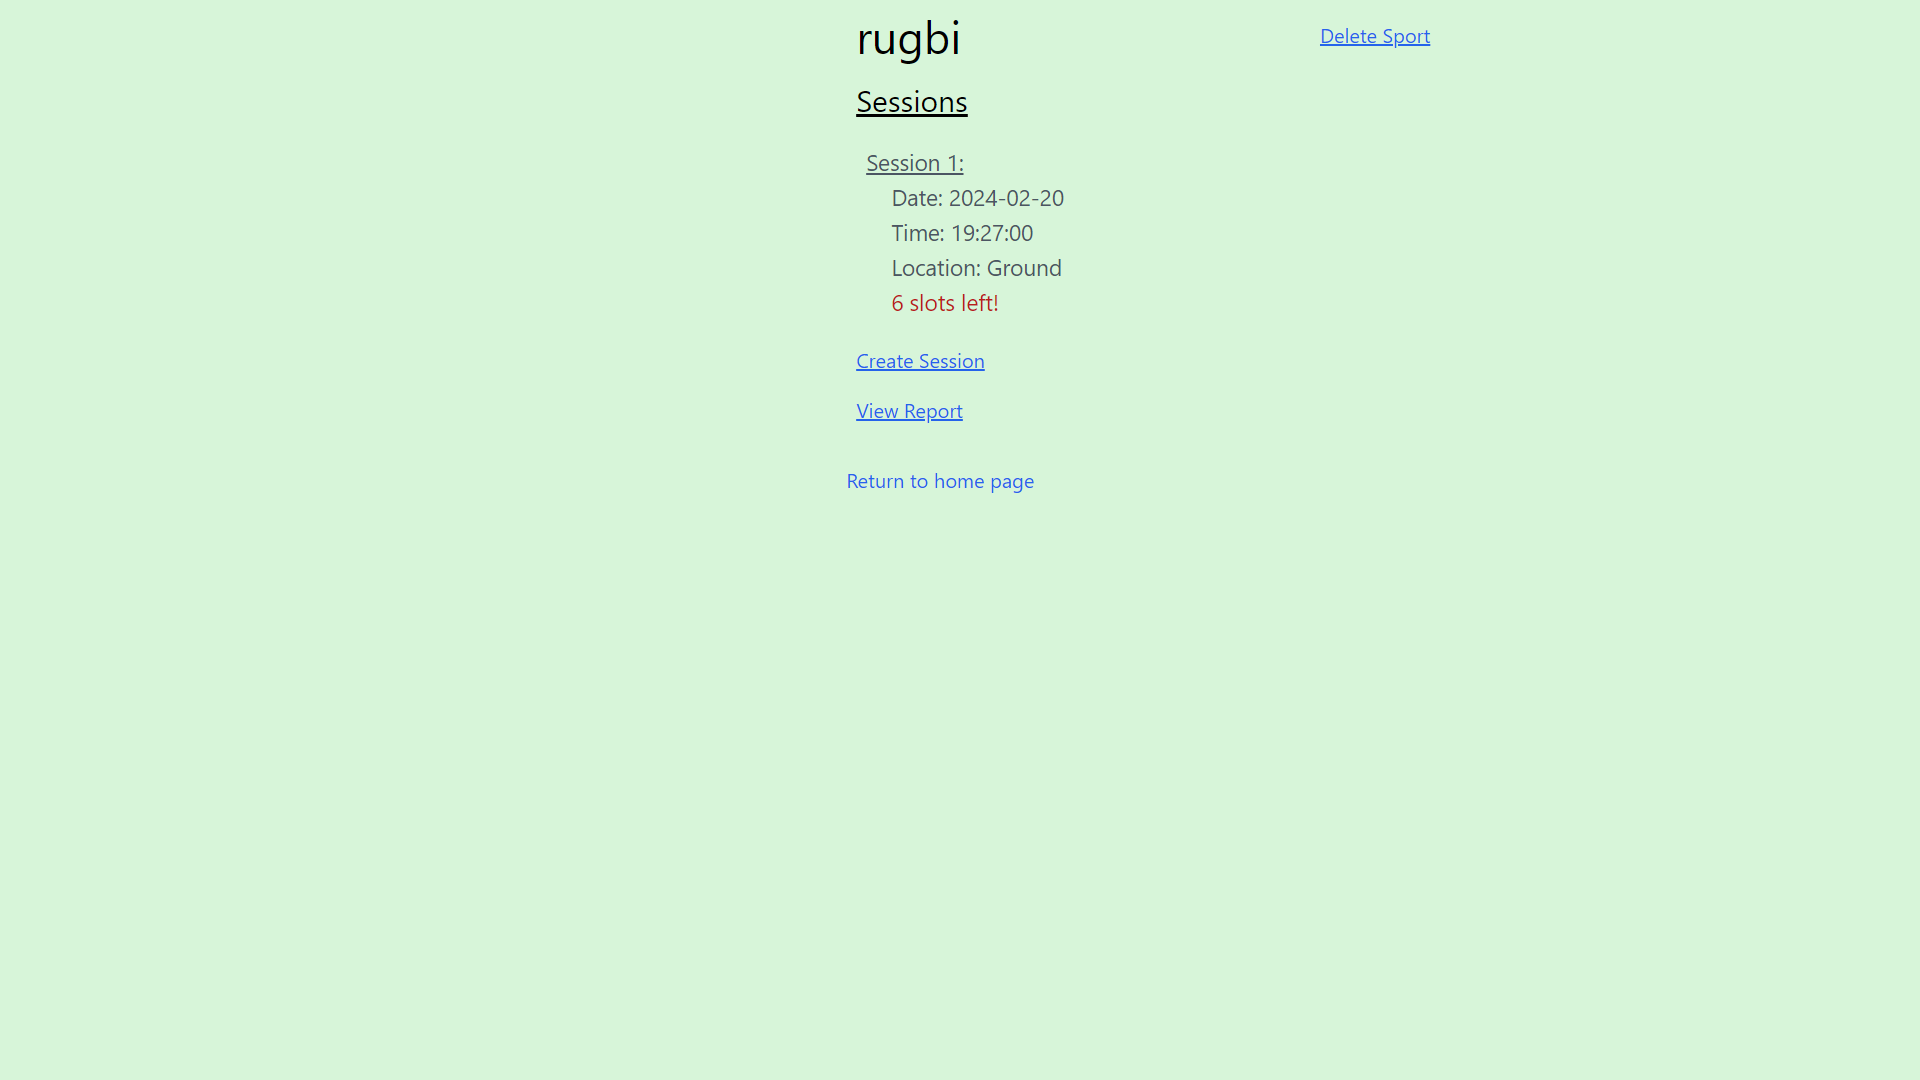 rugbi
Delete Sport
Sessions
Session 1:
Date: 2024-02-20
Time: 19:27:00
Location: Ground
6 slots left!
Create Session
View Report
Return to home page